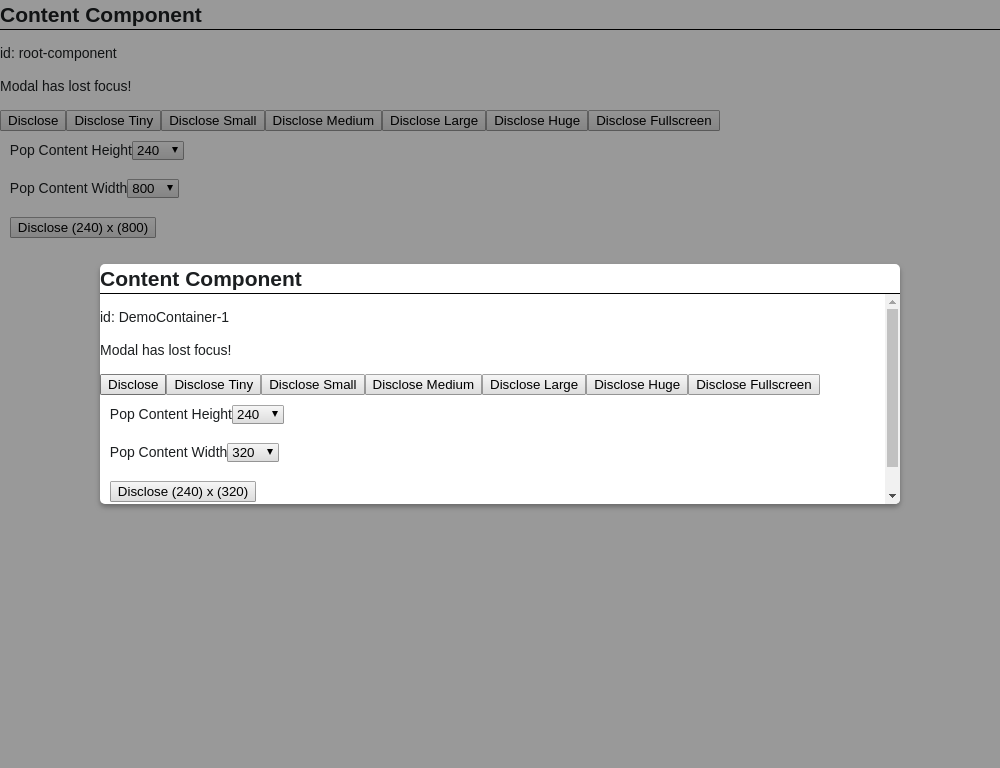 Content Component
id: root-component
Modal has lost focus!
Disclose Disclose Tiny Disclose Small Disclose Medium Disclose Large Disclose Huge Disclose Fullscreen
Pop Content Height 240
Pop Content Width 800
Disclose (240) x (800)
Content Component
id: DemoContainer-1
Modal has lost focus!
Disclose Disclose Tiny Disclose Small Disclose Medium Disclose Large Disclose Huge Disclose Fullscreen
Pop Content Height 240
Pop Content Width 320
Disclose (240) x (320)